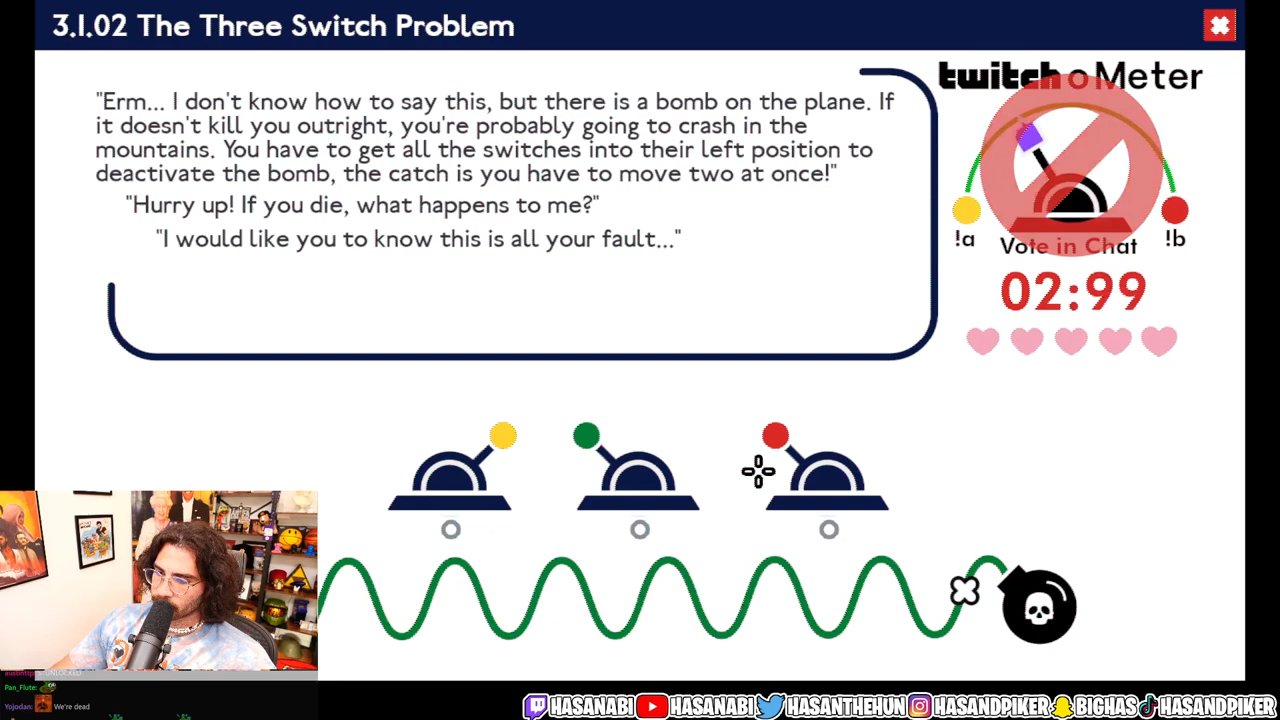 3.1.02 The Three Switch Problem
"Erm... I don't know how to say this, but there is a bomb on the plane. If
it doesn't kill you outright, you're probably going to crash in the
mountains. You have to get all the switches into their left position to
deactivate the bomb, the catch is you have to move two at once!"
"Hurry up! If you die, what happens to me?"
"I would like you to know this is all your fault..."
twitch o Meter
!a
Vote in Chat
!b
02:99
Pan_Flute:
Yojodan: We're dead
HASANABI HASANABI HASANTHEHUN HASANDPIKER BIGHAS HASANDPIKER